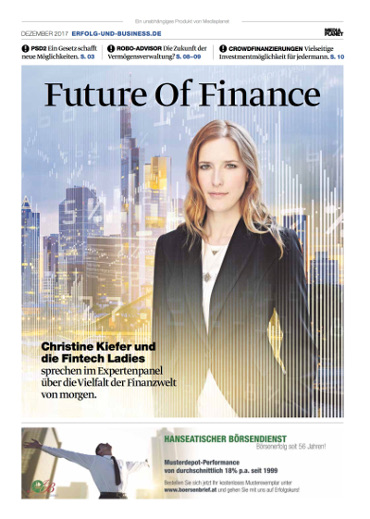 Ein unabhängiges Produkt von Mediaplanet
DEZEMBER 2017 ERFOLG-UND-BUSINESS.DE
MEDIA
PLANET
PSD2 Ein Gesetz schafft
neue Möglichkeiten. S. 03
ROBO-ADVISOR Die Zukunft der
Vermögensverwaltung? S. 08–09
CROWDFINANZIERUNGEN Vielseitige
Investmentmöglichkeit für jedermann. S. 10
Future Of Finance
Christine Kiefer und
die Fintech Ladies
sprechen im Expertenpanel
über die Vielfalt der Finanzwelt
von morgen.
HANSEATISCHER BÖRSENDIENST
Börsenerfolg seit 56 Jahren!
Musterdepot-Performance
von durchschnittlich 18% p.a. seit 1999
Bestellen Sie jetzt Ihr kostenloses Musterexemplar unter
www.boersenbrief.at und gehen Sie mit uns auf Erfolgskurs!